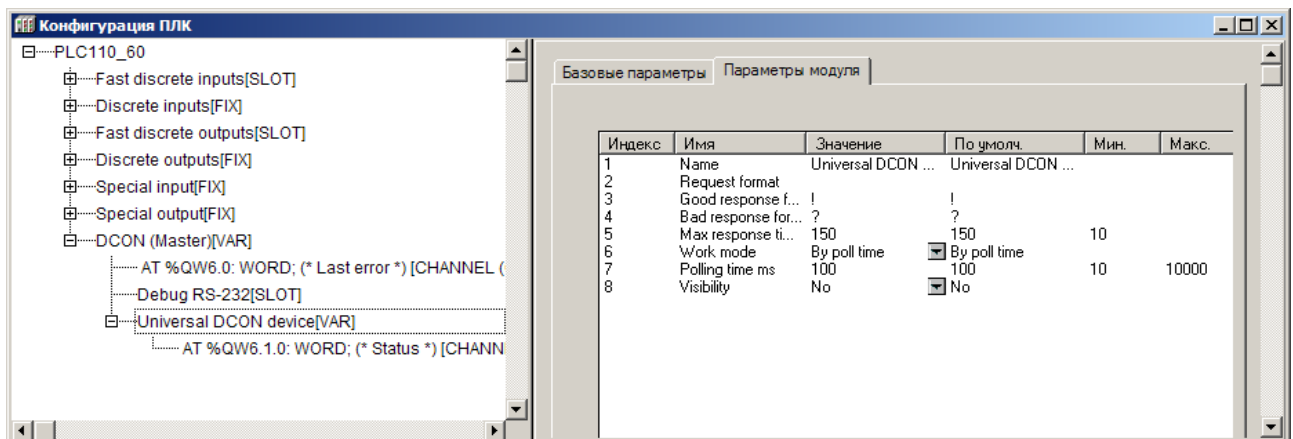 Конфигурация ПЛК
PLC110_60
Fast discrete inputs[SLOT]
Discrete inputs[FIX]
Fast discrete outputs[SLOT]
Discrete outputs[FIX]
Special input[FIX]
Special output[FIX]
DCON (Master)[VAR]
AT %QW6.0: WORD; (* Last error *) [CHANNEL (
Debug RS-232[SLOT]
Universal DCON device[VAR]
AT %QW6.1.0: WORD; (* Status *) [CHANN
Базовые параметры Параметры модуля
Индекс Имя Значение По умолч. Мин. Макс.
1 Name Universal DCON ... Universal DCON ...
2 Request format
3 Good response f... ! !
4 Bad response for... ? ?
5 Max response ti... 150 150 10
6 Work mode By poll time By poll time
7 Polling time ms 100 100 10 10000
8 Visibility No No